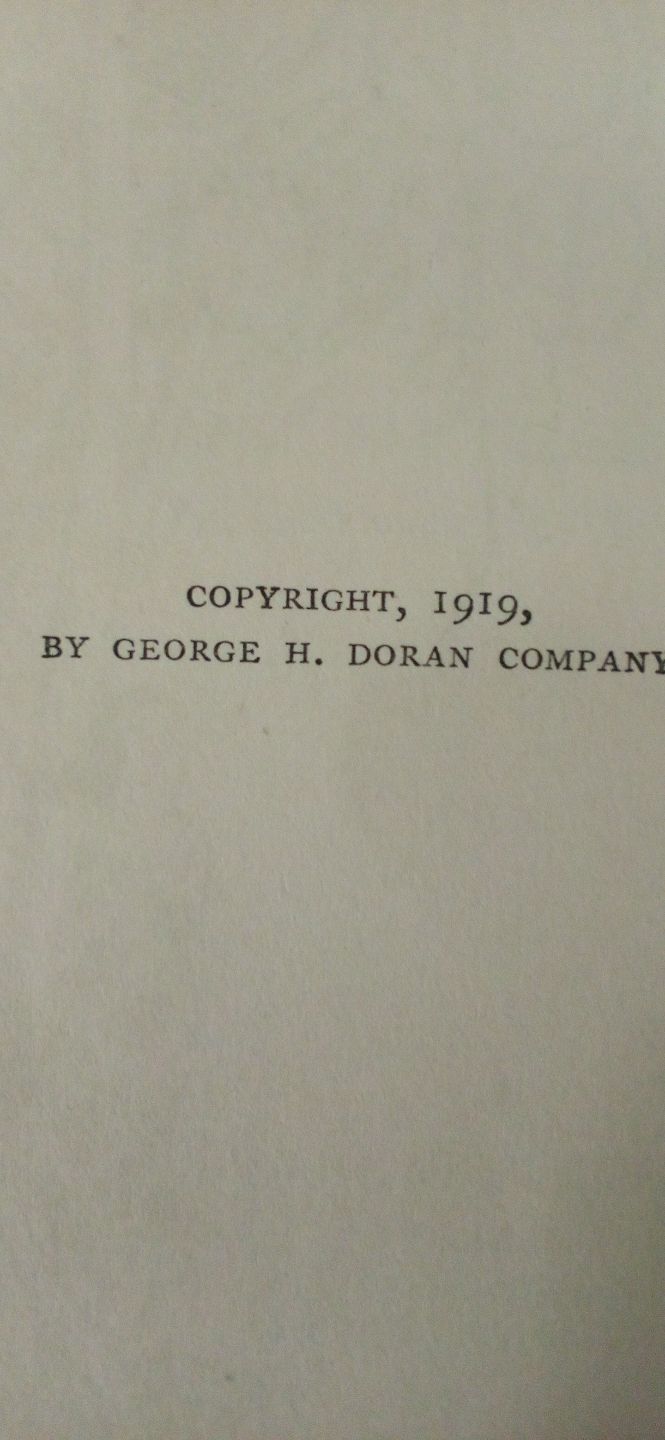 COPYRIGHT, 1919,
BY GEORGE H. DORAN COMPANY